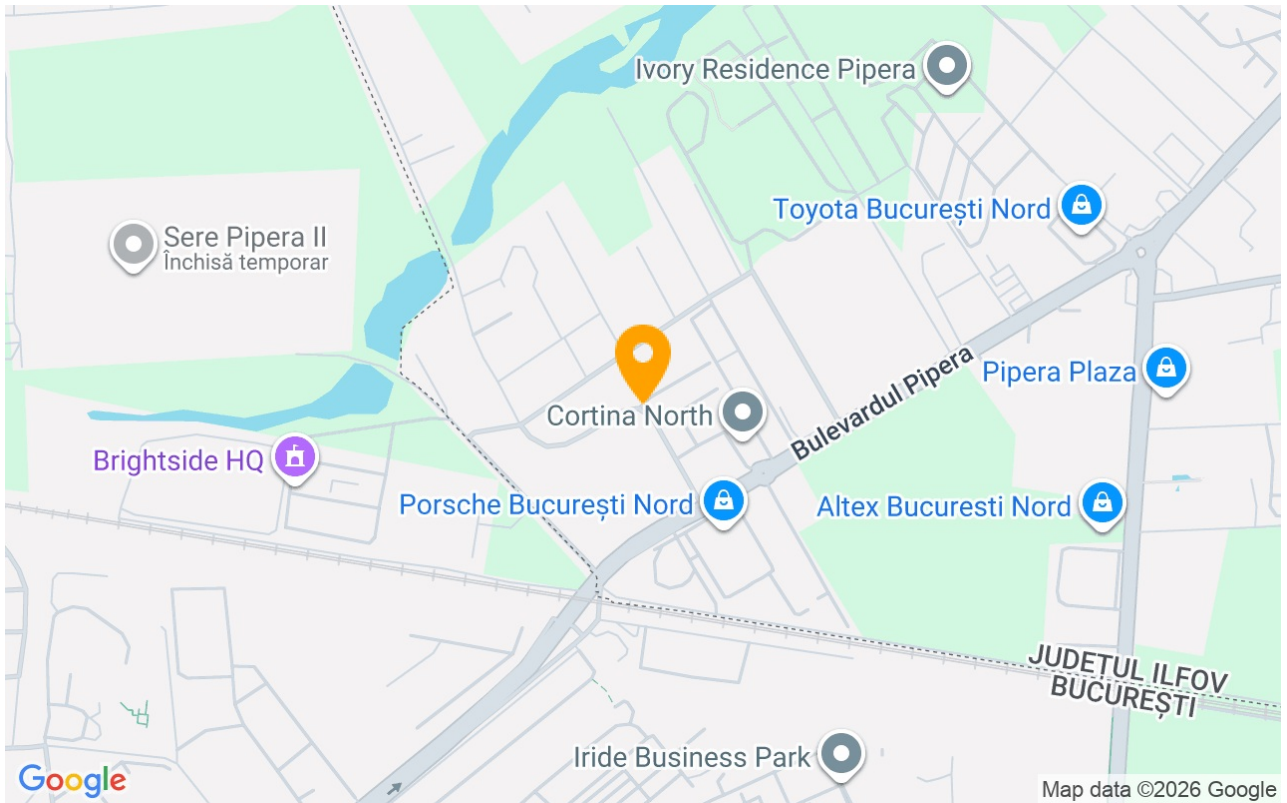 Ivory Residence Pipera
Toyota București Nord
Sere Pipera II
Închisă temporar
Bulevardul Pipera
Pipera Plaza
Cortina North
Brightside HQ
Porsche București Nord
Altex Bucuresti Nord
JUDEȚUL ILFOV
BUCUREȘTI
Iride Business Park
Google
Map data ©2026 Google